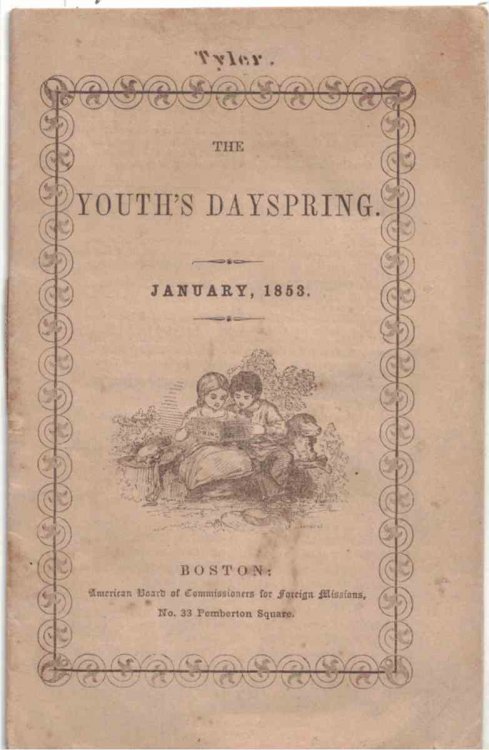 Tyler.
THE
YOUTH'S DAYSPRING.
JANUARY, 1853.
BOSTON:
American Board of Commissioners for Foreign Missions,
No. 33 Pemberton Square.